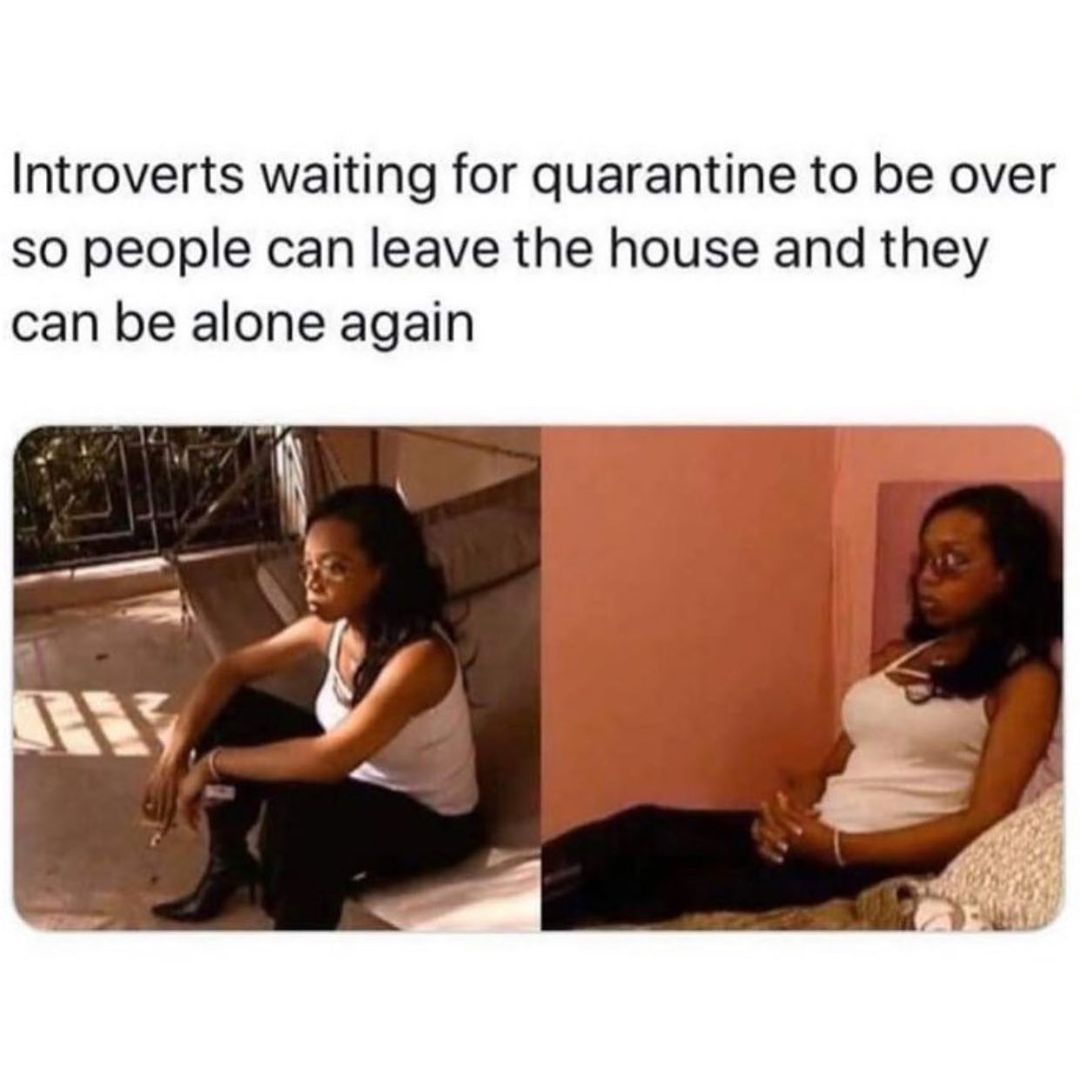 Introverts waiting for quarantine to be over
so people can leave the house and they
can be alone again